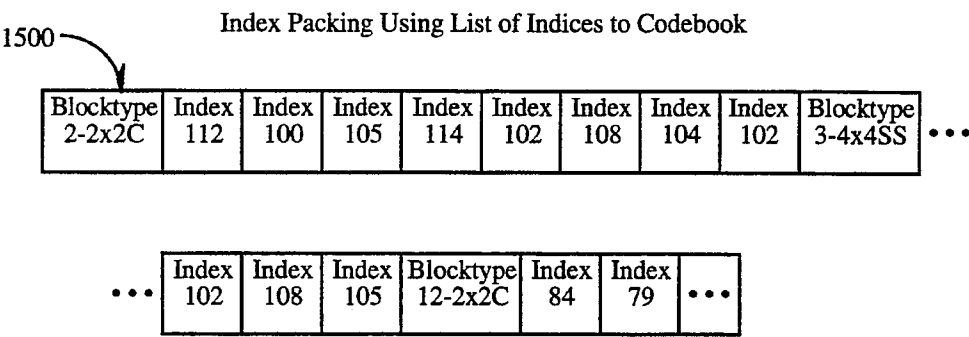 Index Packing Using List of Indices to Codebook
1500
Blocktype Index Index Index Index Index Index Index Index Blocktype
2-2x2C 112 100 105 114 102 108 104 102 3-4x4SS •••
Index Index Index Blocktype Index Index
••• 102 108 105 12-2x2C 84 79 •••